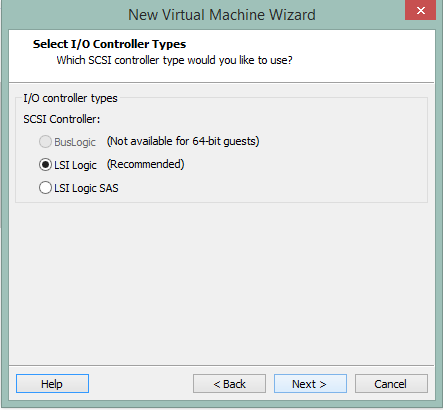 New Virtual Machine Wizard
Select I/O Controller Types
Which SCSI controller type would you like to use?
I/O controller types
SCSI Controller:
BusLogic (Not available for 64-bit guests)
LSI Logic (Recommended)
LSI Logic SAS
Help < Back Next > Cancel